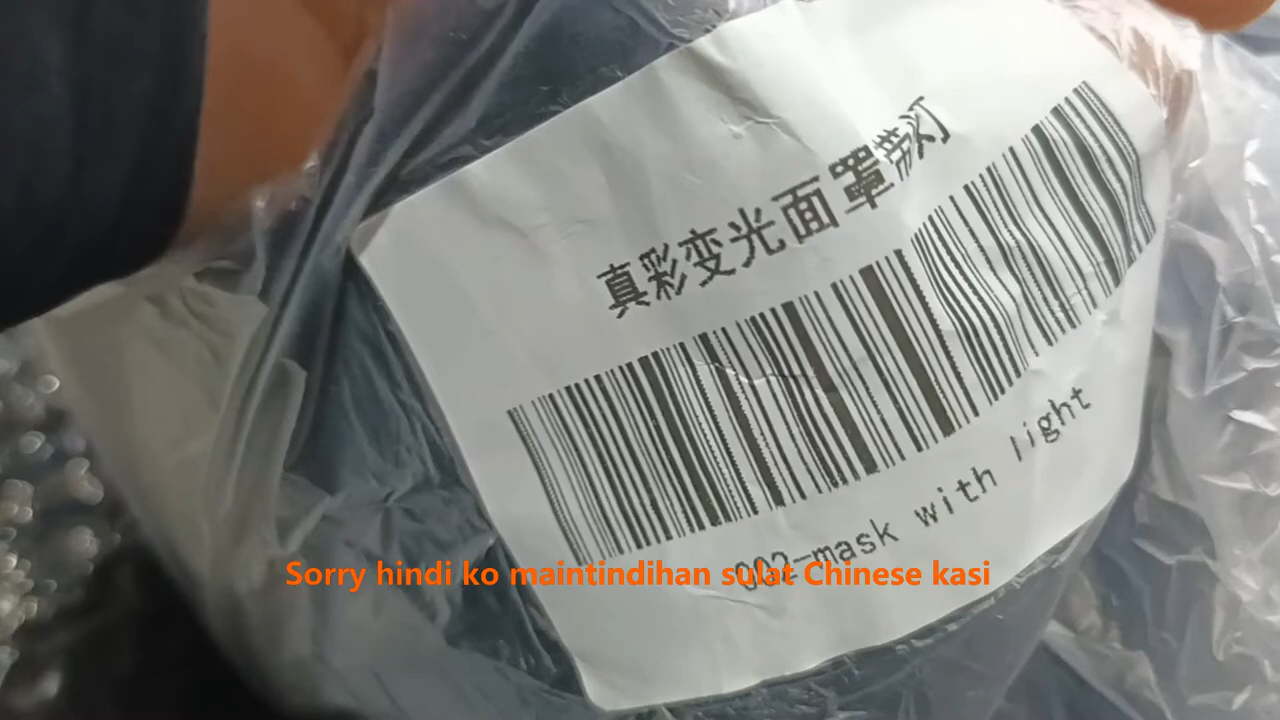 真彩变光面罩带灯
002-mask with light
Sorry hindi ko maintindihan sulat Chinese kasi